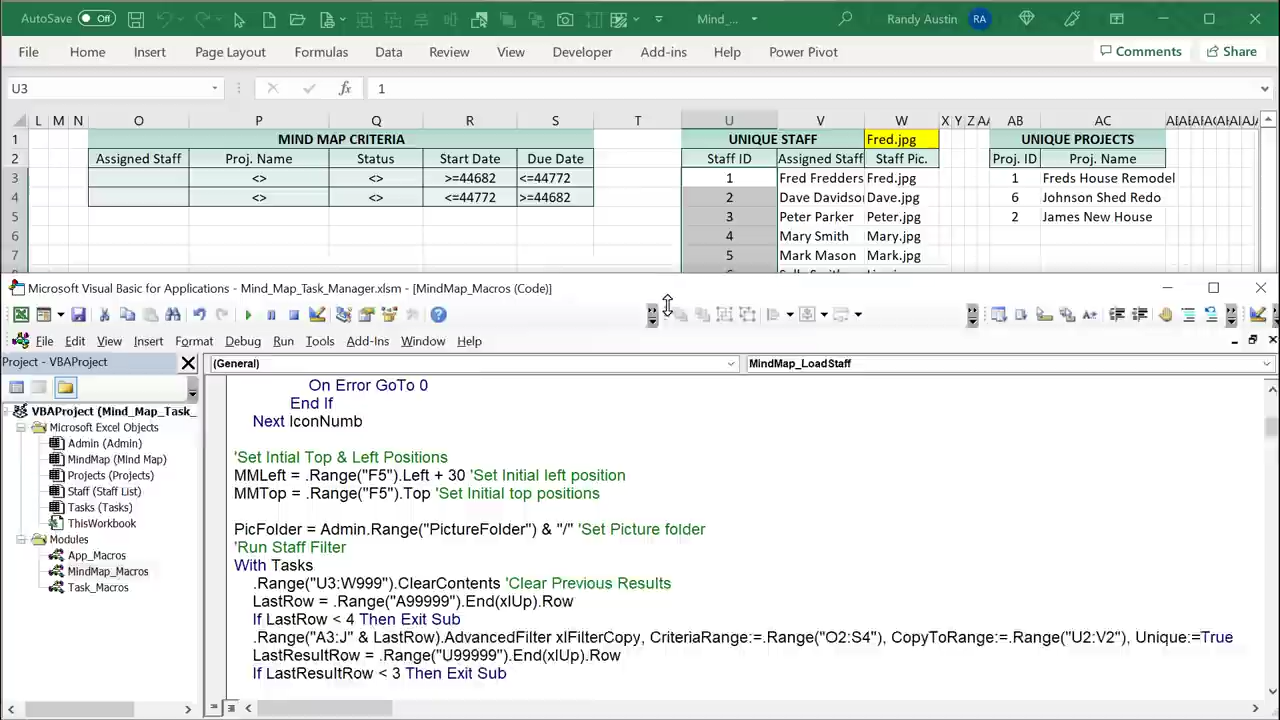 AutoSave Off Mind_... Randy Austin RA
File Home Insert Page Layout Formulas Data Review View Developer Add-ins Help Power Pivot Comments Share
U3 fx 1
L M N O P Q R S T U V W X Y Z AB AC
1 MIND MAP CRITERIA UNIQUE STAFF Fred.jpg UNIQUE PROJECTS
2 Assigned Staff Proj. Name Status Start Date Due Date Staff ID Assigned Staff Staff Pic. Proj. ID Proj. Name
3 <> <> >=44682 <=44772 1 Fred Fredders Fred.jpg 1 Freds House Remodel
4 <> <> <=44772 >=44682 2 Dave Davidso Dave.jpg 6 Johnson Shed Redo
5 3 Peter Parker Peter.jpg 2 James New House
6 4 Mary Smith Mary.jpg
7 5 Mark Mason Mark.jpg
Microsoft Visual Basic for Applications - Mind_Map_Task_Manager.xlsm - [MindMap_Macros (Code)]
File Edit View Insert Format Debug Run Tools Add-Ins Window Help
Project - VBAProject
(General) MindMap_LoadStaff
VBAProject (Mind_Map_Task_
Microsoft Excel Objects
Admin (Admin)
MindMap (Mind Map)
Projects (Projects)
Staff (Staff List)
Tasks (Tasks)
ThisWorkbook
Modules
App_Macros
MindMap_Macros
Task_Macros
On Error GoTo 0
End If
Next IconNumb
'Set Intial Top & Left Positions
MMLeft = .Range("F5").Left + 30 'Set Initial left position
MMTop = .Range("F5").Top 'Set Initial top positions
PicFolder = Admin.Range("PictureFolder") & "/" 'Set Picture folder
'Run Staff Filter
With Tasks
.Range("U3:W999").ClearContents 'Clear Previous Results
LastRow = .Range("A99999").End(xlUp).Row
If LastRow < 4 Then Exit Sub
.Range("A3:J" & LastRow).AdvancedFilter xlFilterCopy, CriteriaRange:=.Range("O2:S4"), CopyToRange:=.Range("U2:V2"), Unique:=True
LastResultRow = .Range("U99999").End(xlUp).Row
If LastResultRow < 3 Then Exit Sub